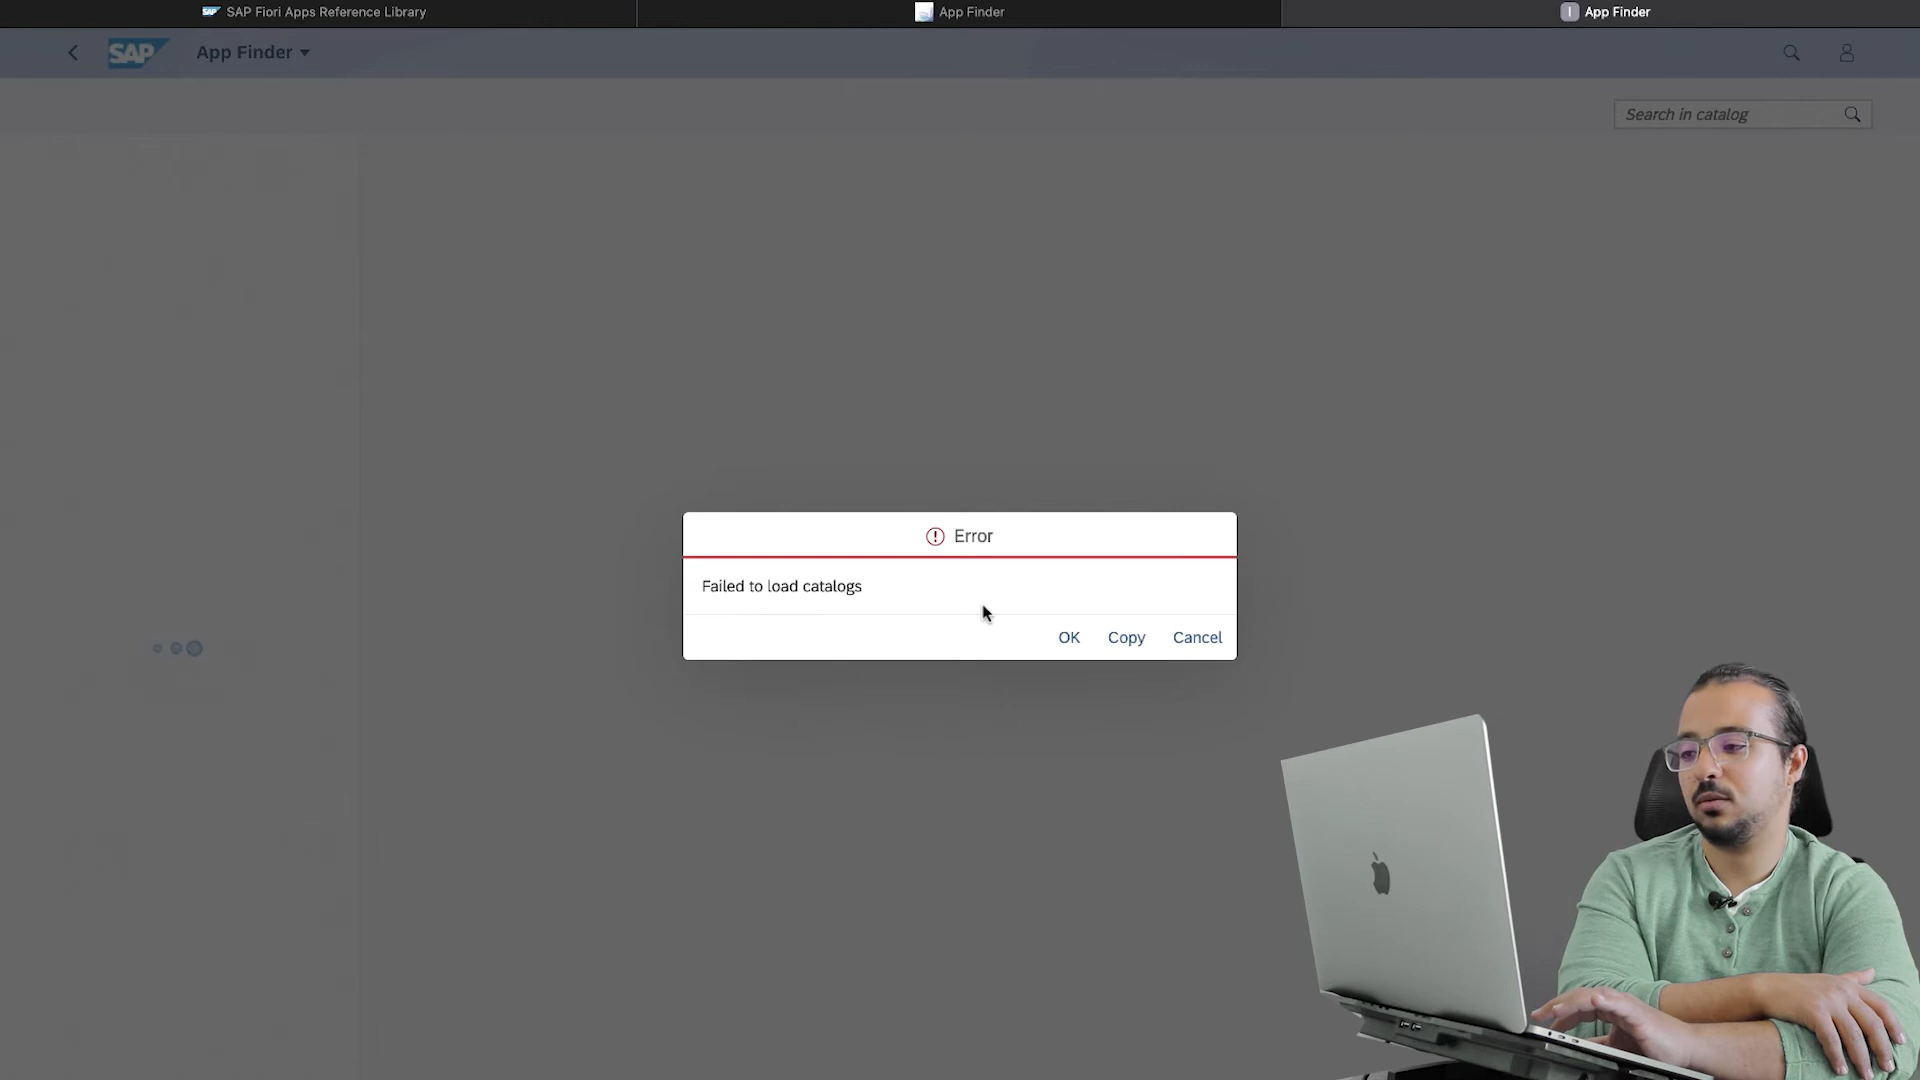 SAP SAP Fiori Apps Reference Library
App Finder
I App Finder
SAP App Finder
Search in catalog
Error
Failed to load catalogs
OK Copy Cancel